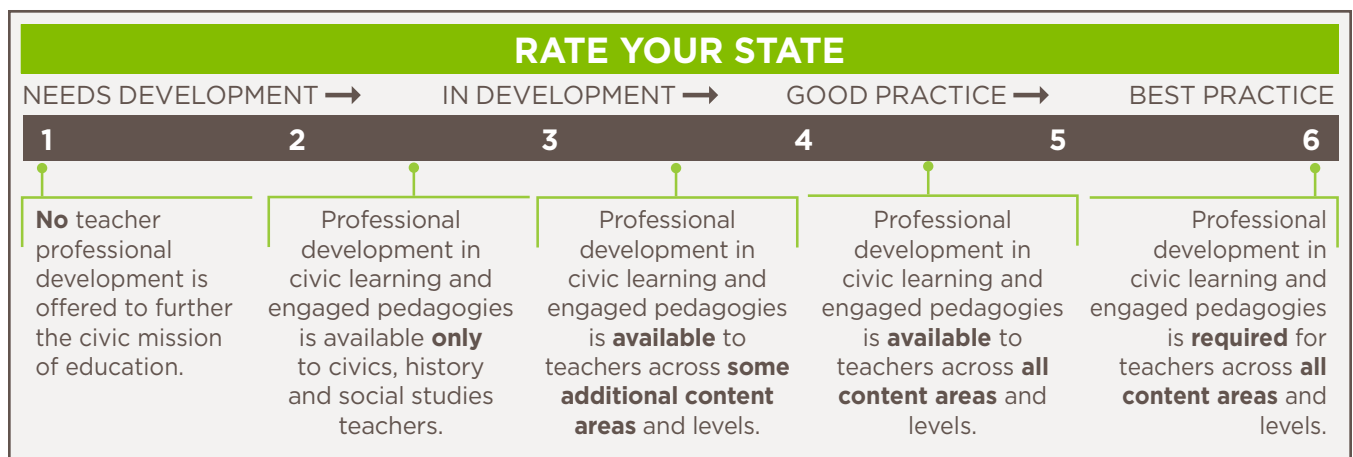 RATE YOUR STATE
NEEDS DEVELOPMENT → IN DEVELOPMENT → GOOD PRACTICE → BEST PRACTICE
1 2 3 4 5 6
No teacher
professional
development is
offered to further
the civic mission
of education.
Professional
development in
civic learning and
engaged pedagogies
is available only
to civics, history
and social studies
teachers.
Professional
development in
civic learning and
engaged pedagogies
is available to
teachers across some
additional content
areas and levels.
Professional
development in
civic learning and
engaged pedagogies
is available to
teachers across all
content areas and
levels.
Professional
development in
civic learning and
engaged pedagogies
is required for
teachers across all
content areas and
levels.